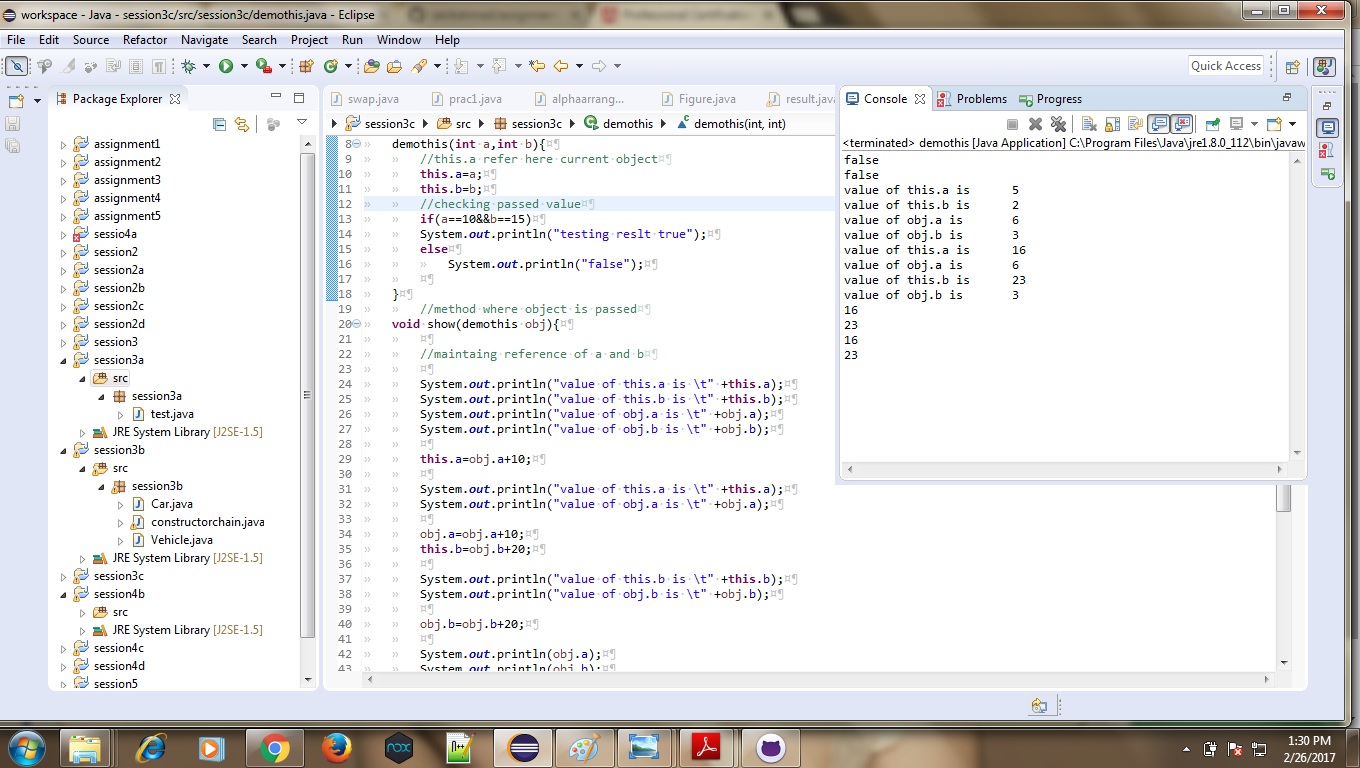 workspace - Java - session3c/src/session3c/demothis.java - Eclipse
File Edit Source Refactor Navigate Search Project Run Window Help
Quick Access
Package Explorer
assignment1
assignment2
assignment3
assignment4
assignment5
sessio4a
session2
session2a
session2b
session2c
session2d
session3
session3a
src
session3a
test.java
JRE System Library [J2SE-1.5]
session3b
src
session3b
Car.java
constructorchain.java
Vehicle.java
JRE System Library [J2SE-1.5]
session3c
session4b
src
JRE System Library [J2SE-1.5]
session4c
session4d
session5
swap.java prac1.java alphaarrang... Figure.java result.java
session3c src session3c demothis demothis(int, int)
8 demothis(int a,int b){
9 //this.a refer here current object
10 this.a=a;
11 this.b=b;
12 //checking passed value
13 if(a==10&&b==15)
14 System.out.println("testing reslt true");
15 else
16 System.out.println("false");
17
18 }
19 //method where object is passed
20 void show(demothis obj){
21
22 //maintaing reference of a and b
23
24 System.out.println("value of this.a is \t" +this.a);
25 System.out.println("value of this.b is \t" +this.b);
26 System.out.println("value of obj.a is \t" +obj.a);
27 System.out.println("value of obj.b is \t" +obj.b);
28
29 this.a=obj.a+10;
30
31 System.out.println("value of this.a is \t" +this.a);
32 System.out.println("value of obj.a is \t" +obj.a);
33
34 obj.a=obj.a+10;
35 this.b=obj.b+20;
36
37 System.out.println("value of this.b is \t" +this.b);
38 System.out.println("value of obj.b is \t" +obj.b);
39
40 obj.b=obj.b+20;
41
42 System.out.println(obj.a);
43 System.out.println(obj.b);
Console Problems Progress
<terminated> demothis [Java Application] C:\Program Files\Java\jre1.8.0_112\bin\javaw
false
false
value of this.a is 5
value of this.b is 2
value of obj.a is 6
value of obj.b is 3
value of this.a is 16
value of obj.a is 6
value of this.b is 23
value of obj.b is 3
16
23
16
23
nox
1:30 PM
2/26/2017